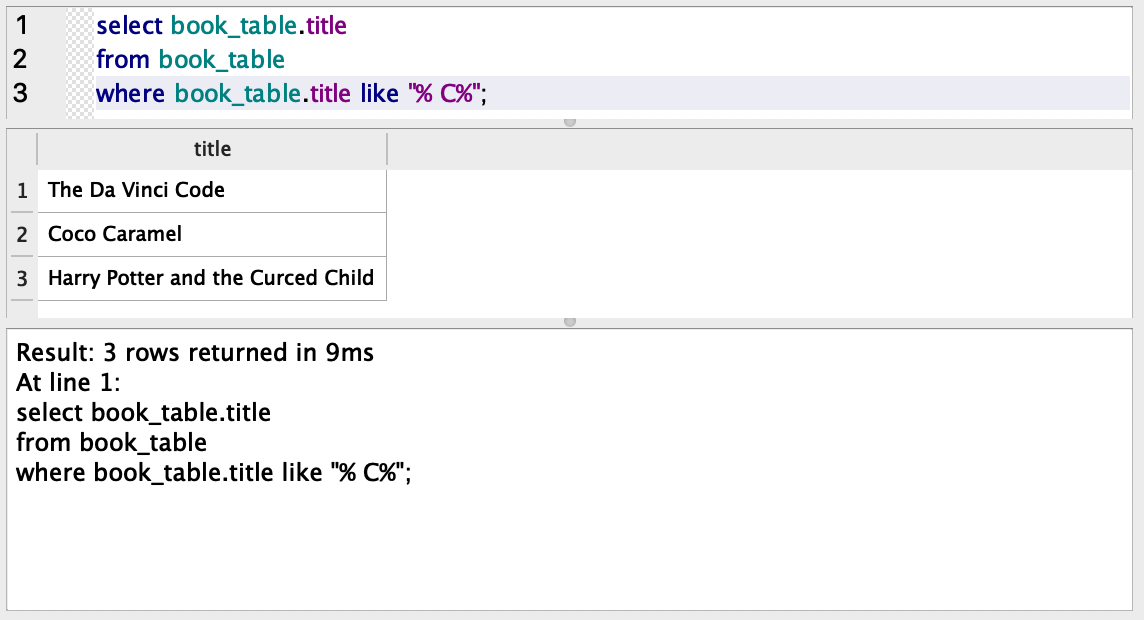 1 select book_table.title
2 from book_table
3 where book_table.title like "% C%";
title
1 The Da Vinci Code
2 Coco Caramel
3 Harry Potter and the Curced Child
Result: 3 rows returned in 9ms
At line 1:
select book_table.title
from book_table
where book_table.title like "% C%";